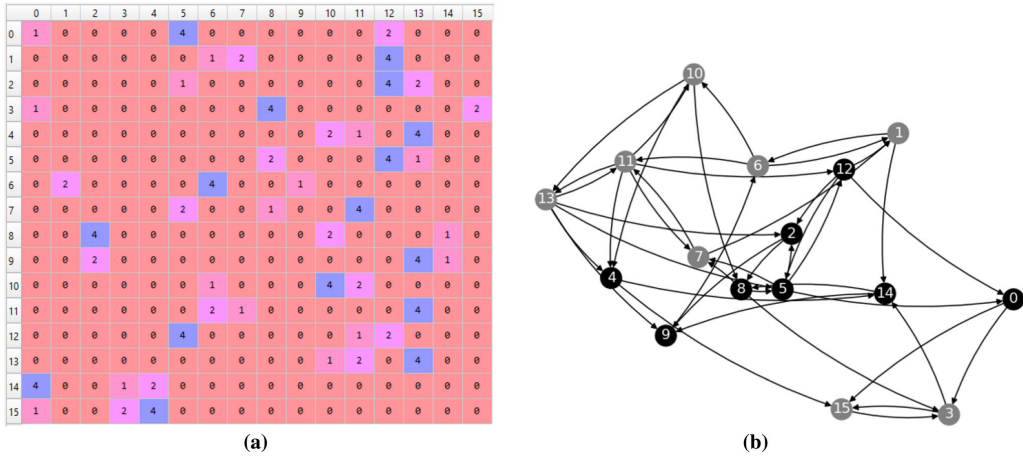 0 1 2 3 4 5 6 7 8 9 10 11 12 13 14 15
0 1 0 0 0 0 4 0 0 0 0 0 0 2 0 0 0
1 0 0 0 0 0 0 1 2 0 0 0 0 4 0 0 0
2 0 0 0 0 0 1 0 0 0 0 0 0 4 2 0 0
3 1 0 0 0 0 0 0 0 4 0 0 0 0 0 0 2
4 0 0 0 0 0 0 0 0 0 0 2 1 0 4 0 0
5 0 0 0 0 0 0 0 0 2 0 0 0 4 1 0 0
6 0 2 0 0 0 0 4 0 0 1 0 0 0 0 0 0
7 0 0 0 0 0 2 0 0 1 0 0 4 0 0 0 0
8 0 0 4 0 0 0 0 0 0 0 2 0 0 0 1 0
9 0 0 2 0 0 0 0 0 0 0 0 0 0 4 1 0
10 0 0 0 0 0 0 1 0 0 0 4 2 0 0 0 0
11 0 0 0 0 0 0 2 1 0 0 0 0 0 4 0 0
12 0 0 0 0 0 4 0 0 0 0 0 1 2 0 0 0
13 0 0 0 0 0 0 0 0 0 0 1 2 0 4 0 0
14 4 0 0 1 2 0 0 0 0 0 0 0 0 0 0 0
15 1 0 0 2 4 0 0 0 0 0 0 0 0 0 0 0
(a)
10
1
11 6 12
13
2
7
4 8 5 14 0
9
15 3
(b)